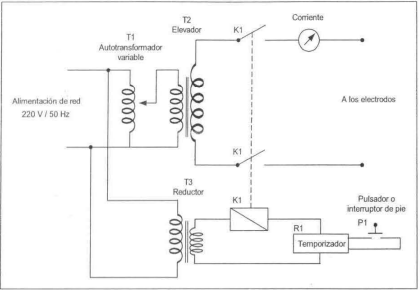 T1
Autotransformador
variable
T2
Elevador
K1
Corriente
Alimentación de red
220 V / 50 Hz
A los electrodos
K1
T3
Reductor
K1
R1
Temporizador
Pulsador o
interruptor de pie
P1